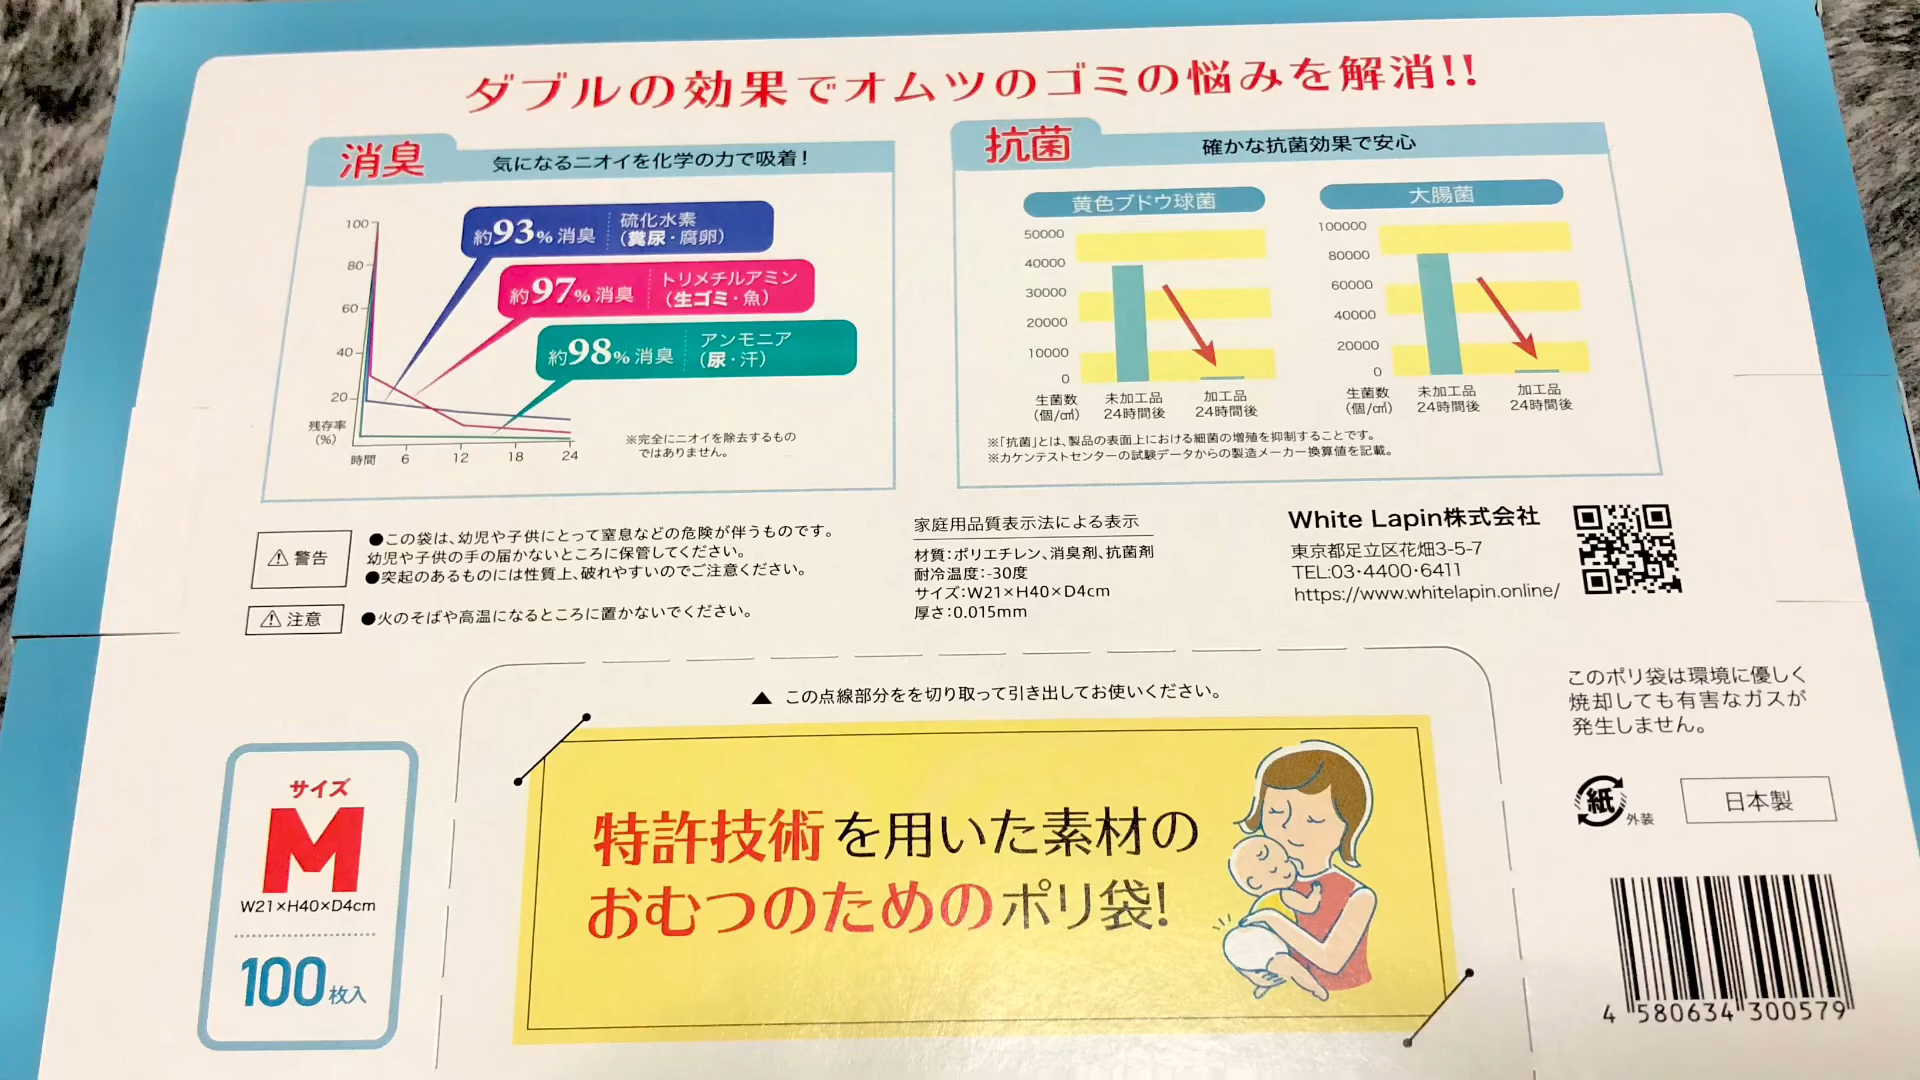 ダブルの効果でオムツのゴミの悩みを解消!!
消臭
気になるニオイを化学の力で吸着！
100
80
60
40
20
残存率
（%）
時間
6
12
18
24
約93%消臭
硫化水素
（糞尿・腐卵）
約97%消臭
トリメチルアミン
（生ゴミ・魚）
約98%消臭
アンモニア
（尿・汗）
※完全にニオイを除去するもの
ではありません。
抗菌
確かな抗菌効果で安心
黄色ブドウ球菌
50000
40000
30000
20000
10000
0
生菌数
（個/㎠）
未加工品
24時間後
加工品
24時間後
大腸菌
100000
80000
60000
40000
20000
0
生菌数
（個/㎠）
未加工品
24時間後
加工品
24時間後
※「抗菌」とは、製品の表面上における細菌の増殖を抑制することです。
※カケンテストセンターの試験データからの製造メーカー換算値を記載。
⚠警告
●この袋は、幼児や子供にとって窒息などの危険が伴うものです。
幼児や子供の手の届かないところに保管してください。
●突起のあるものには性質上、破れやすいのでご注意ください。
⚠注意
●火のそばや高温になるところに置かないでください。
家庭用品質表示法による表示
材質：ポリエチレン、消臭剤、抗菌剤
耐冷温度：-30度
サイズ：W21×H40×D4cm
厚さ：0.015mm
White Lapin株式会社
東京都足立区花畑3-5-7
TEL:03・4400・6411
https://www.whitelapin.online/
▲ この点線部分をを切り取って引き出してお使いください。
このポリ袋は環境に優しく
焼却しても有害なガスが
発生しません。
紙
外装
日本製
サイズ
M
W21×H40×D4cm
100枚入
特許技術を用いた素材の
おむつのためのポリ袋!
4 580634 300579